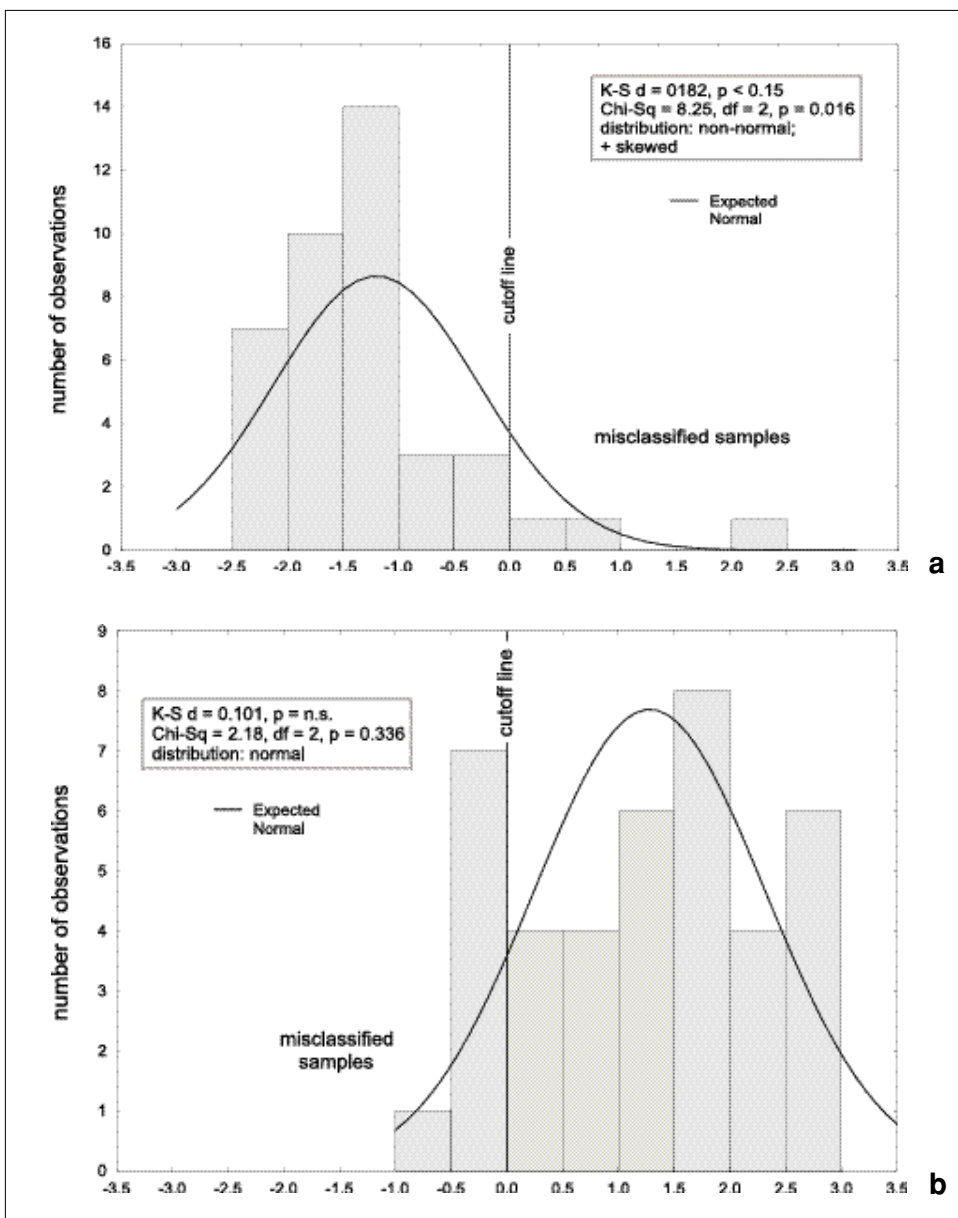 16
14
12
10
8
6
4
2
0
number of observations
K-S d = 0182, p < 0.15
Chi-Sq = 8.25, df = 2, p = 0.016
distribution: non-normal;
+ skewed
Expected
Normal
cutoff line
misclassified samples
-3.5 -3.0 -2.5 -2.0 -1.5 -1.0 -0.5 0.0 0.5 1.0 1.5 2.0 2.5 3.0 3.5
a
9
8
7
6
5
4
3
2
1
0
number of observations
cutoff line
K-S d = 0.101, p = n.s.
Chi-Sq = 2.18, df = 2, p = 0.336
distribution: normal
Expected
Normal
misclassified
samples
-3.5 -3.0 -2.5 -2.0 -1.5 -1.0 -0.5 0.0 0.5 1.0 1.5 2.0 2.5 3.0 3.5
b